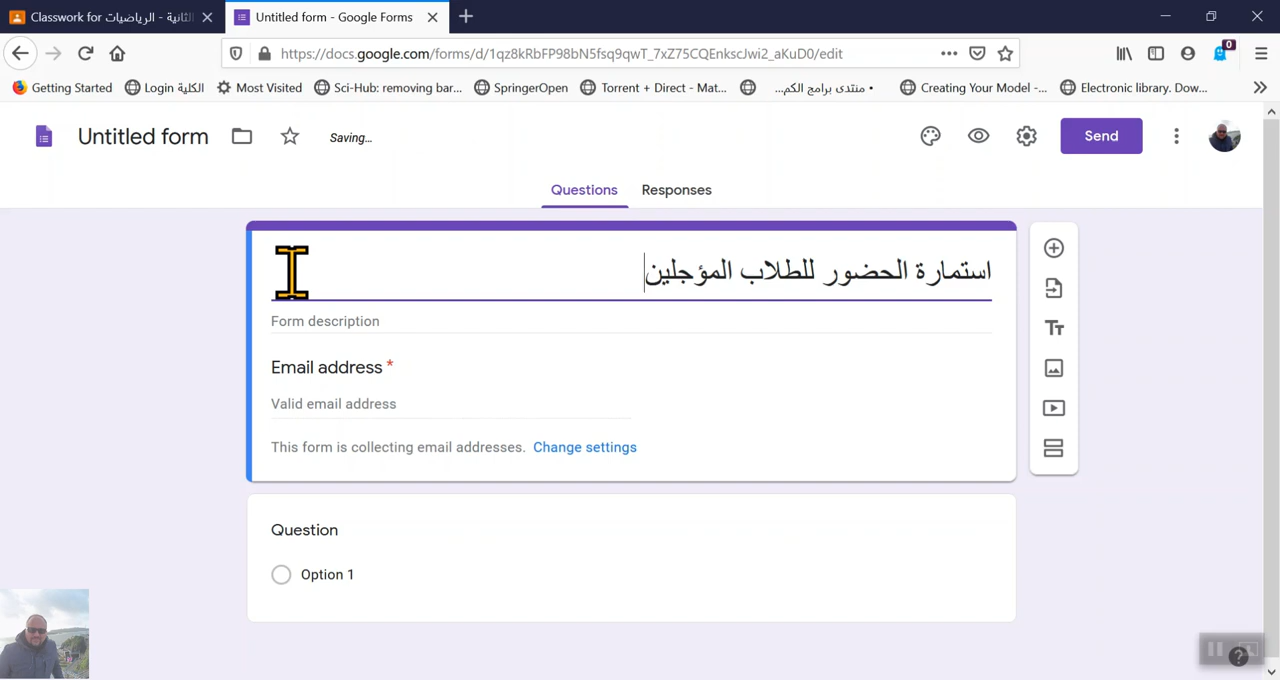 Classwork for الثانية - الرياضيات
Untitled form - Google Forms
https://docs.google.com/forms/d/1qz8kRbFP98bN5fsq9qwT_7xZ75CQEnkscJwi2_aKuD0/edit
0
Getting Started
Login الكلية
Most Visited
Sci-Hub: removing bar...
SpringerOpen
Torrent + Direct - Mat...
• منتدى برامج الكم...
Creating Your Model -...
Electronic library. Dow...
Untitled form
Saving...
Send
Questions
Responses
استمارة الحضور للطلاب المؤجلين
Form description
Email address *
Valid email address
This form is collecting email addresses. Change settings
Question
Option 1